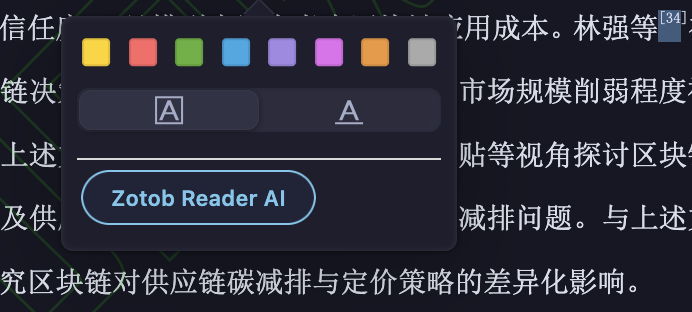 信任 应用成本。林强等[34]
链决 市场规模削弱程度
上述 贴等视角探讨区块
及供 减排问题。与上述
究区块链对供应链碳减排与定价策略的差异化影响。
A A
Zotob Reader AI